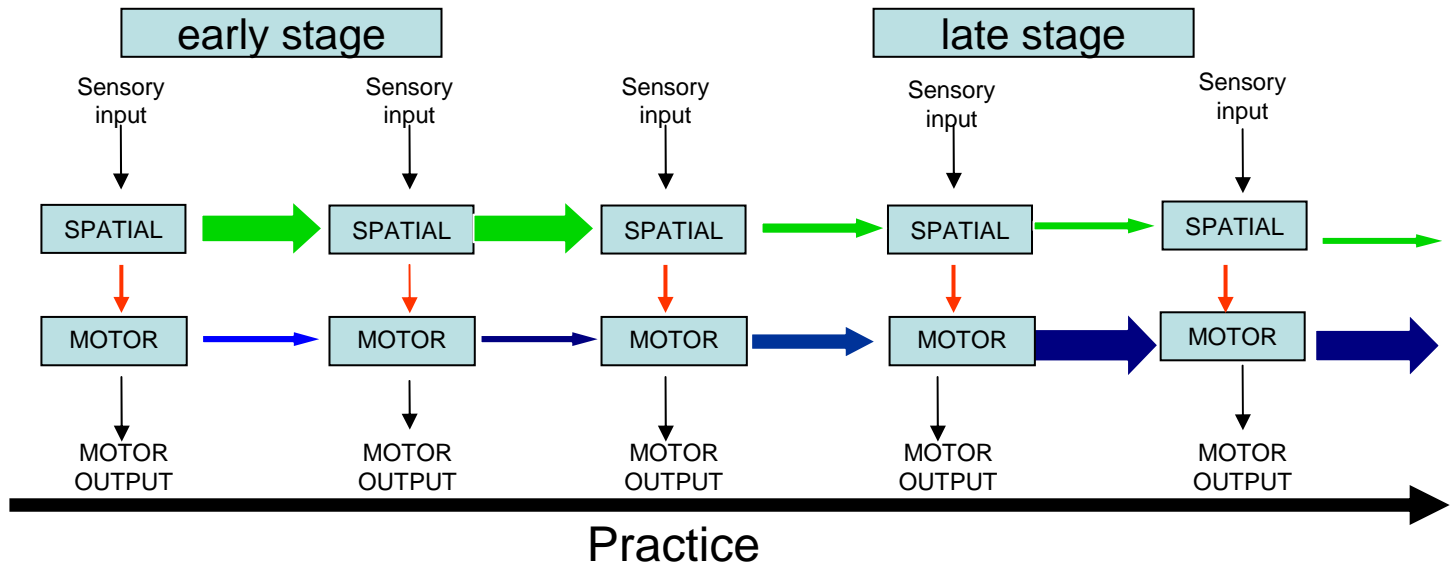 early stage
late stage
Sensory
input
Sensory
input
Sensory
input
Sensory
input
Sensory
input
SPATIAL
SPATIAL
SPATIAL
SPATIAL
SPATIAL
MOTOR
MOTOR
MOTOR
MOTOR
MOTOR
MOTOR
OUTPUT
MOTOR
OUTPUT
MOTOR
OUTPUT
MOTOR
OUTPUT
MOTOR
OUTPUT
Practice